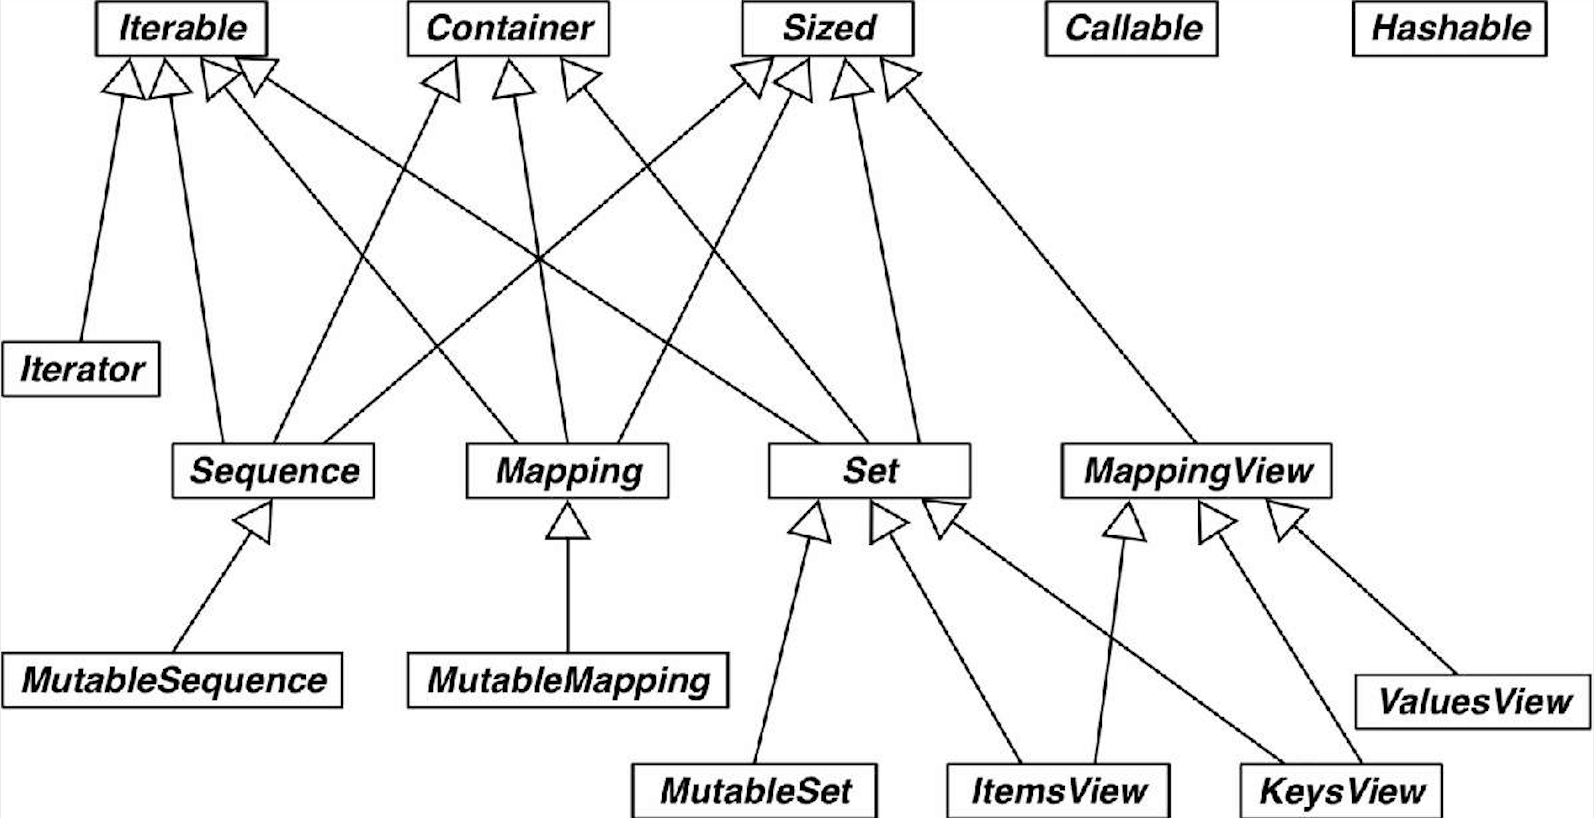 Iterable
Container
Sized
Callable
Hashable
Iterator
Sequence
Mapping
Set
MappingView
MutableSequence
MutableMapping
ValuesView
MutableSet
ItemsView
KeysView